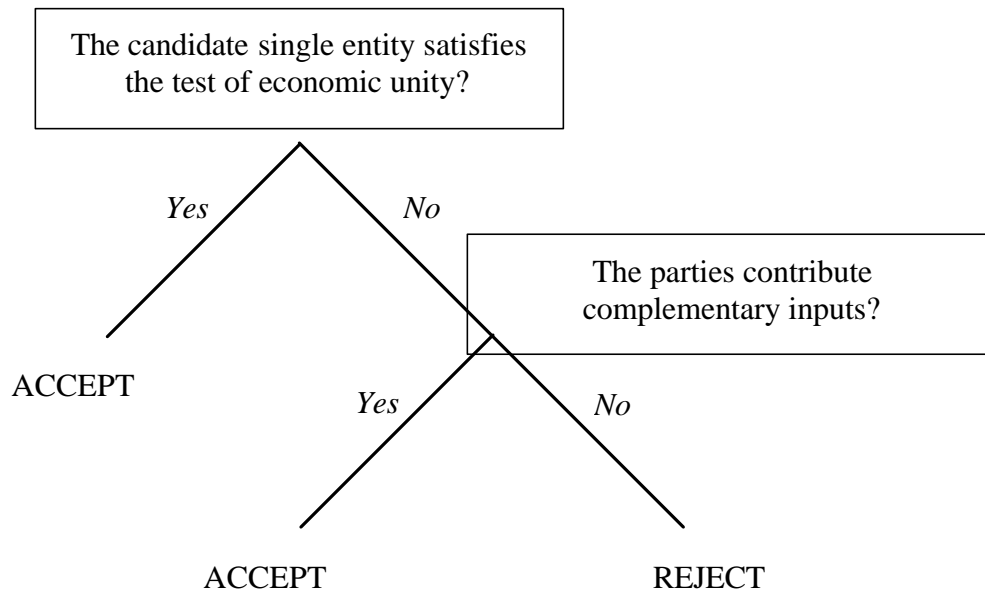 The candidate single entity satisfies
the test of economic unity?
Yes
No
The parties contribute
complementary inputs?
ACCEPT
Yes
No
ACCEPT
REJECT